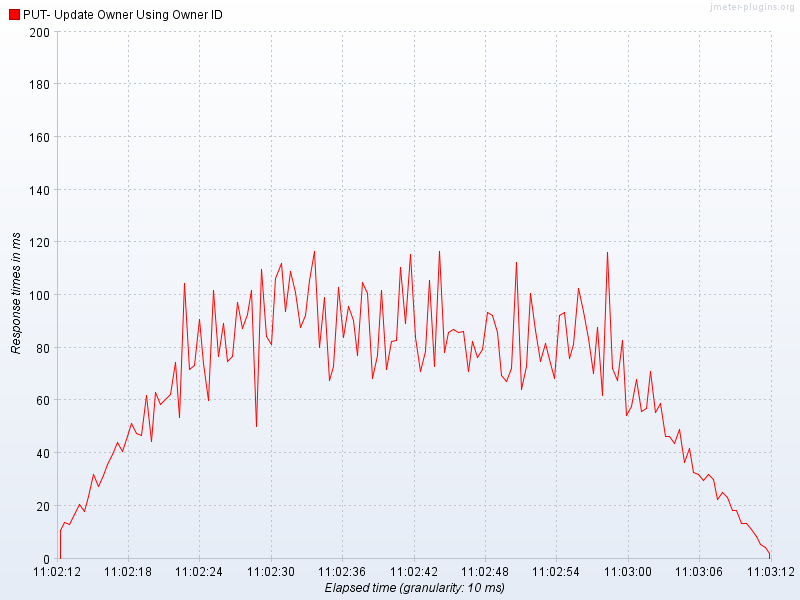 jmeter-plugins.org
PUT- Update Owner Using Owner ID
200
180
160
140
120
100
80
60
40
20
0
Response times in ms
11:02:12 11:02:18 11:02:24 11:02:30 11:02:36 11:02:42 11:02:48 11:02:54 11:03:00 11:03:06 11:03:12
Elapsed time (granularity: 10 ms)